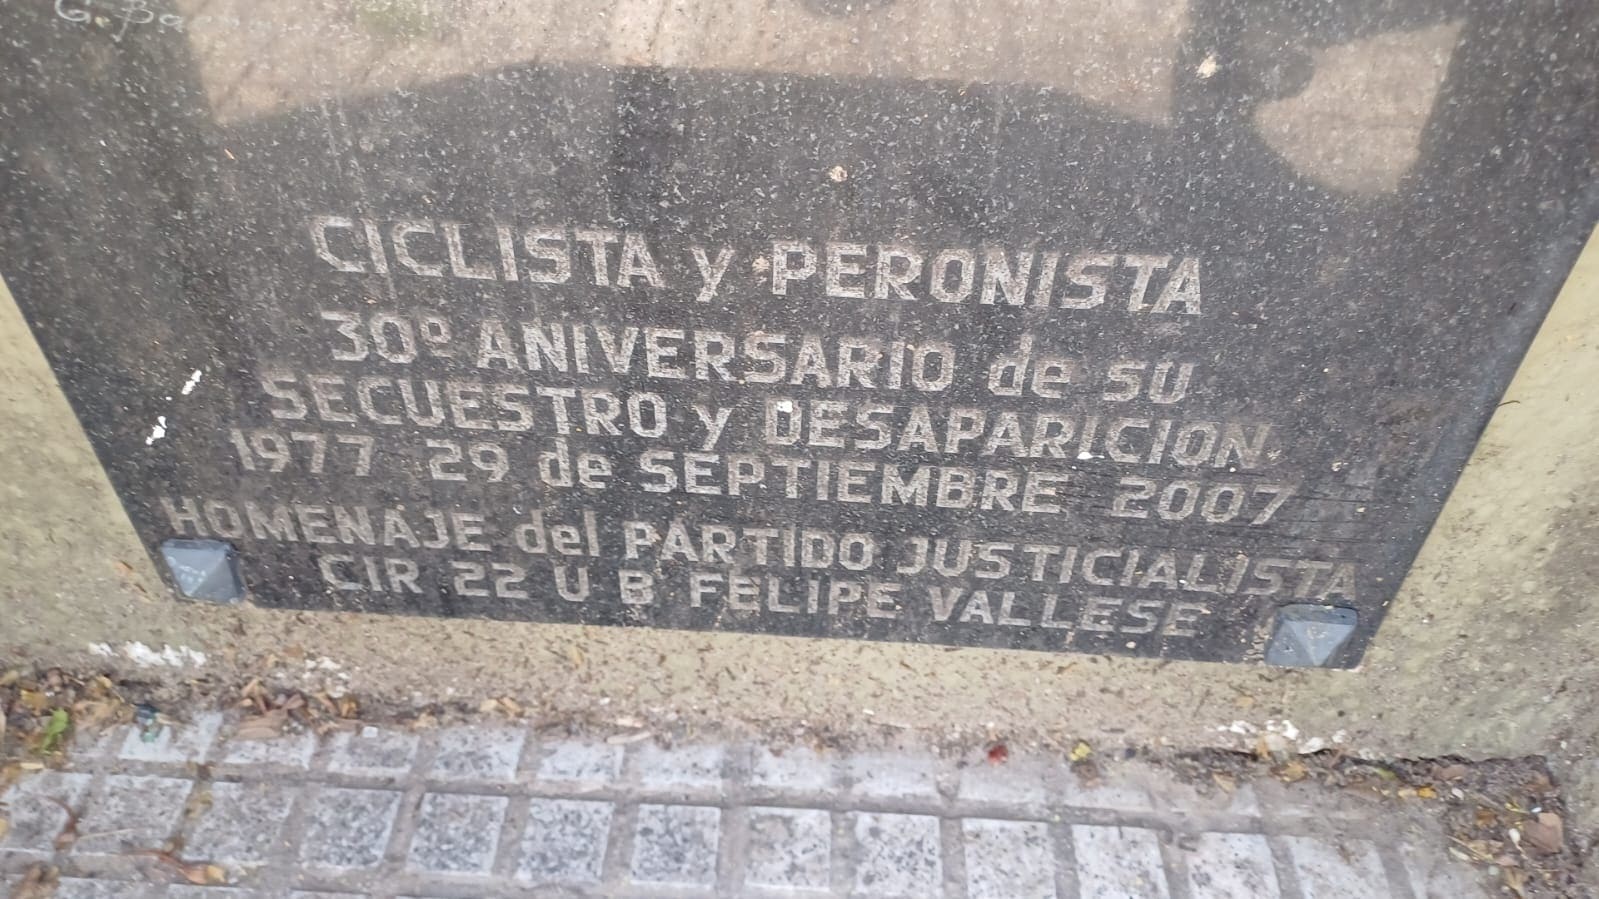 CICLISTA y PERONISTA
30º ANIVERSARIO de SU
SECUESTRO y DESAPARICION
1977 29 de SEPTIEMBRE 2007
HOMENAJE del PARTIDO JUSTICIALISTA
CIR 22 U B FELIPE VALLESE